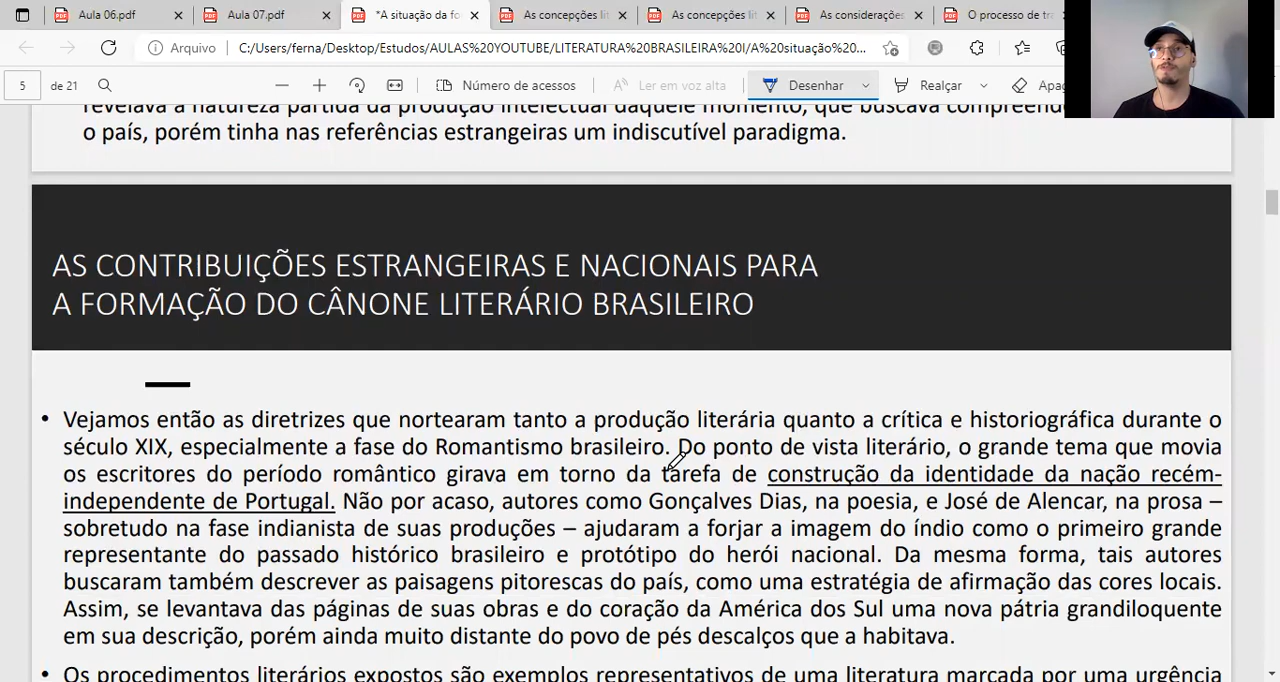 Aula 06.pdf
Aula 07.pdf
*A situação da fo
As concepções lit
As concepções lit
As considerações
O processo de tra
Arquivo
C:/Users/ferna/Desktop/Estudos/AULAS%20YOUTUBE/LITERATURA%20BRASILEIRA%20I/A%20situação%20...
5 de 21
Número de acessos
Ler em voz alta
Desenhar
Realçar
Apag
revelava a natureza partida da produção intelectual daquele momento, que buscava compreend
o país, porém tinha nas referências estrangeiras um indiscutível paradigma.
AS CONTRIBUIÇÕES ESTRANGEIRAS E NACIONAIS PARA
A FORMAÇÃO DO CÂNONE LITERÁRIO BRASILEIRO
• Vejamos então as diretrizes que nortearam tanto a produção literária quanto a crítica e historiográfica durante o
século XIX, especialmente a fase do Romantismo brasileiro. Do ponto de vista literário, o grande tema que movia
os escritores do período romântico girava em torno da tarefa de construção da identidade da nação recém-
independente de Portugal. Não por acaso, autores como Gonçalves Dias, na poesia, e José de Alencar, na prosa –
sobretudo na fase indianista de suas produções – ajudaram a forjar a imagem do índio como o primeiro grande
representante do passado histórico brasileiro e protótipo do herói nacional. Da mesma forma, tais autores
buscaram também descrever as paisagens pitorescas do país, como uma estratégia de afirmação das cores locais.
Assim, se levantava das páginas de suas obras e do coração da América dos Sul uma nova pátria grandiloquente
em sua descrição, porém ainda muito distante do povo de pés descalços que a habitava.
• Os procedimentos literários expostos são exemplos representativos de uma literatura marcada por uma urgência